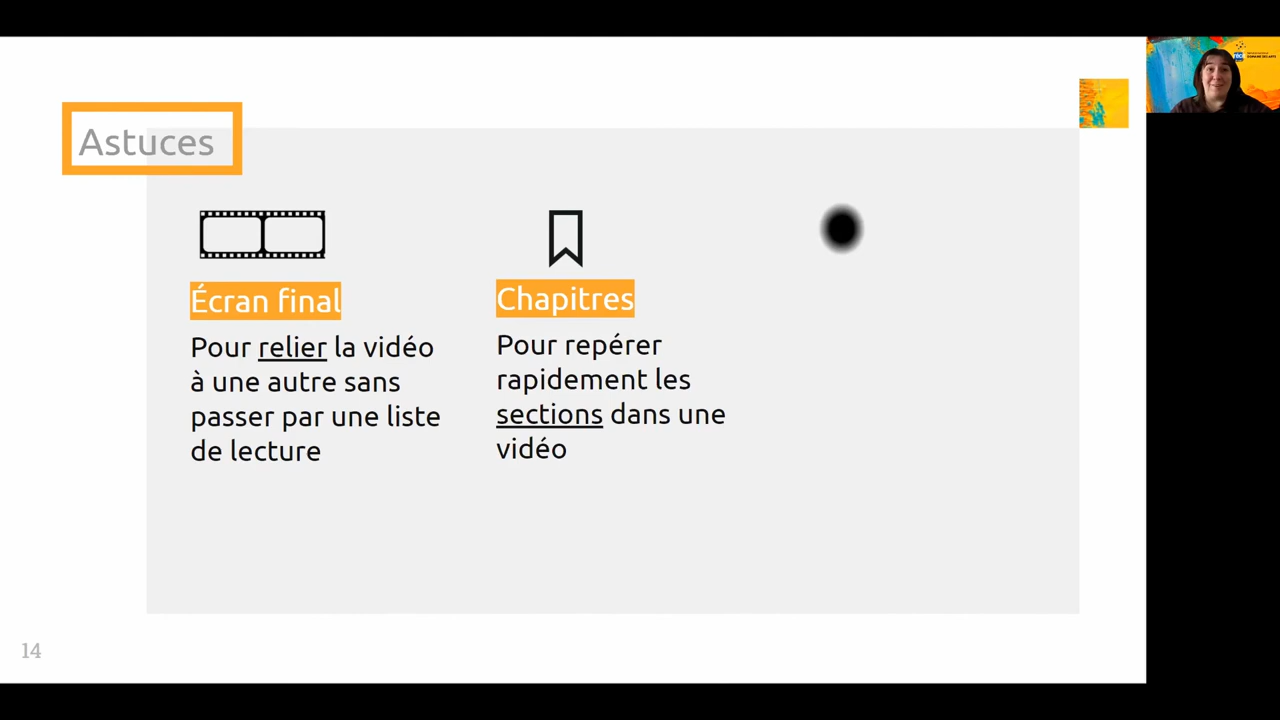 Astuces
Écran final
Pour relier la vidéo
à une autre sans
passer par une liste
de lecture
Chapitres
Pour repérer
rapidement les
sections dans une
vidéo
14